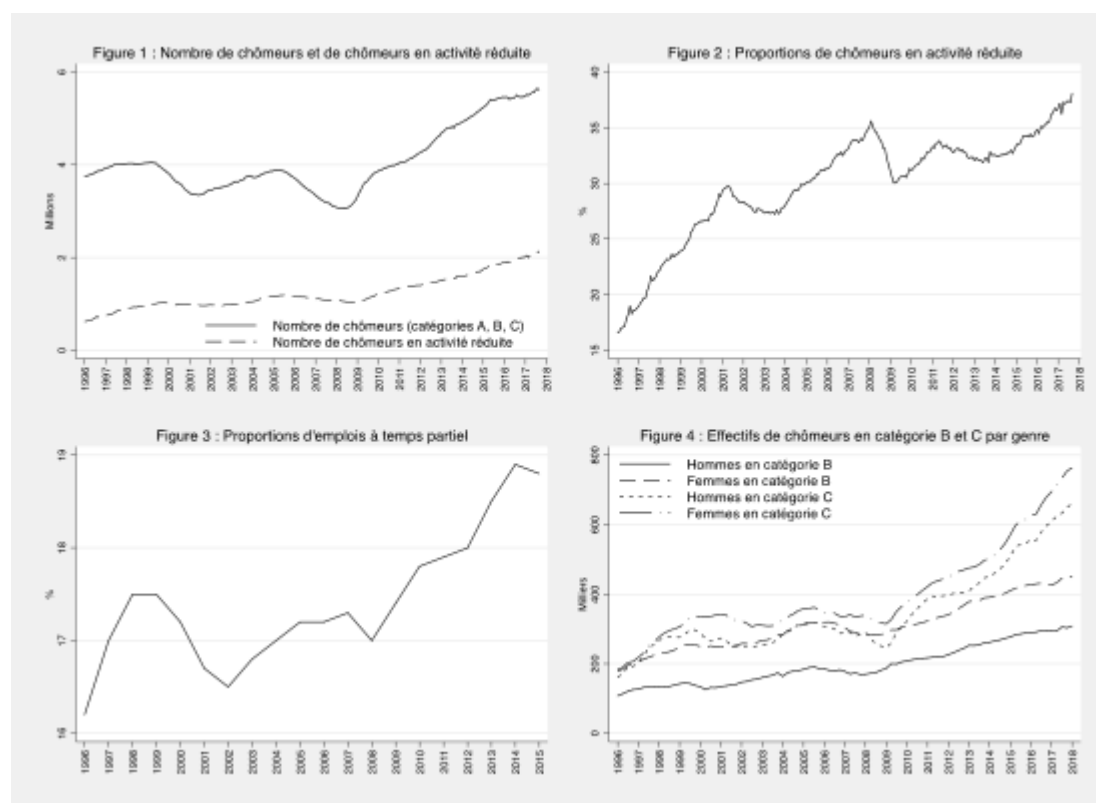 Figure 1 : Nombre de chômeurs et de chômeurs en activité réduite
6
4
2
0
Millions
Nombre de chômeurs (catégories A, B, C)
Nombre de chômeurs en activité réduite
1996 1997 1998 1999 2000 2001 2002 2003 2004 2005 2006 2007 2008 2009 2010 2011 2012 2013 2014 2015 2016 2017 2018
Figure 2 : Proportions de chômeurs en activité réduite
40
35
30
25
20
15
%
1996 1997 1998 1999 2000 2001 2002 2003 2004 2005 2006 2007 2008 2009 2010 2011 2012 2013 2014 2015 2016 2017 2018
Figure 3 : Proportions d'emplois à temps partiel
19
18
17
16
%
1996 1997 1998 1999 2000 2001 2002 2003 2004 2005 2006 2007 2008 2009 2010 2011 2012 2013 2014 2015
Figure 4 : Effectifs de chômeurs en catégorie B et C par genre
800
600
400
200
0
Milliers
Hommes en catégorie B
Femmes en catégorie B
Hommes en catégorie C
Femmes en catégorie C
1996 1997 1998 1999 2000 2001 2002 2003 2004 2005 2006 2007 2008 2009 2010 2011 2012 2013 2014 2015 2016 2017 2018